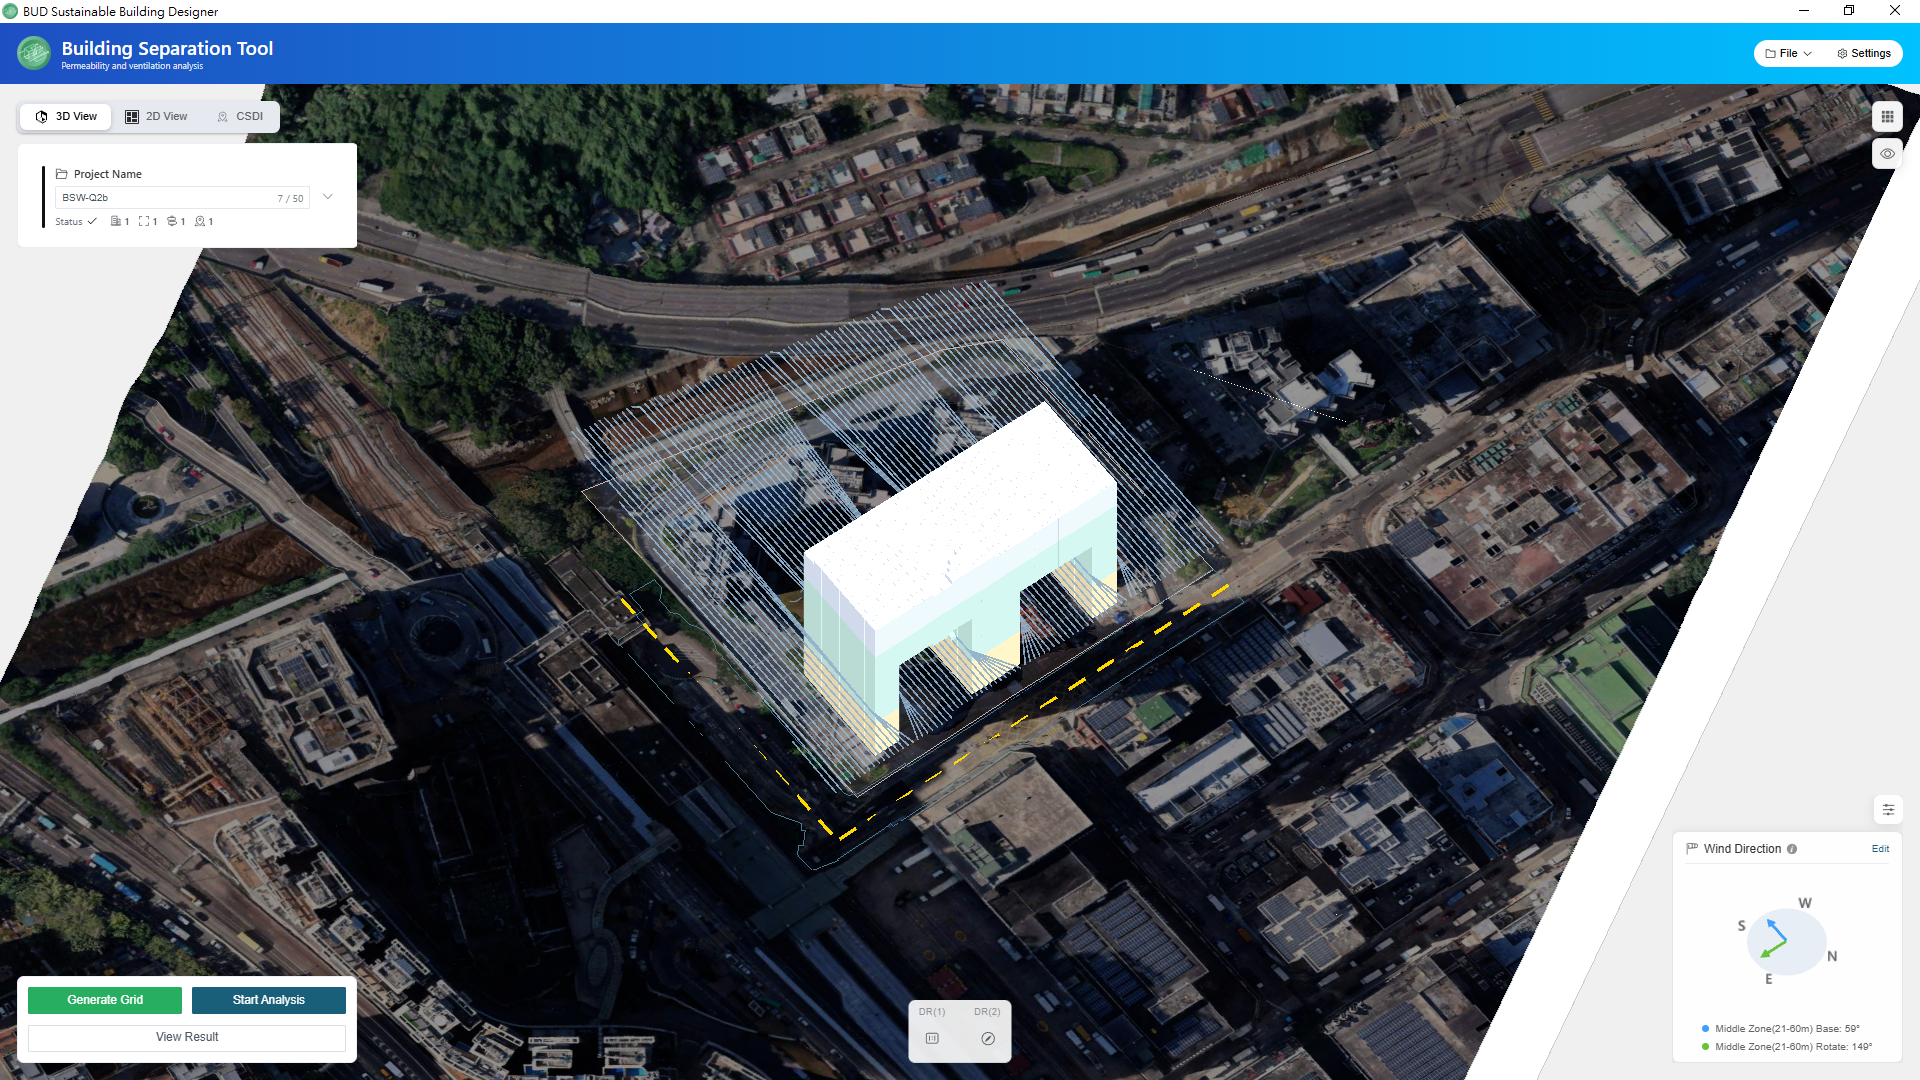 BUD Sustainable Building Designer
Building Separation Tool
Permeability and ventilation analysis
File
Settings
3D View
2D View
CSDI
Project Name
BSW-Q2b
7 / 50
Status
1
1
1
1
Generate Grid
Start Analysis
View Result
DR(1)
DR(2)
Wind Direction
Edit
W
S
N
E
Middle Zone(21-60m) Base: 59°
Middle Zone(21-60m) Rotate: 149°